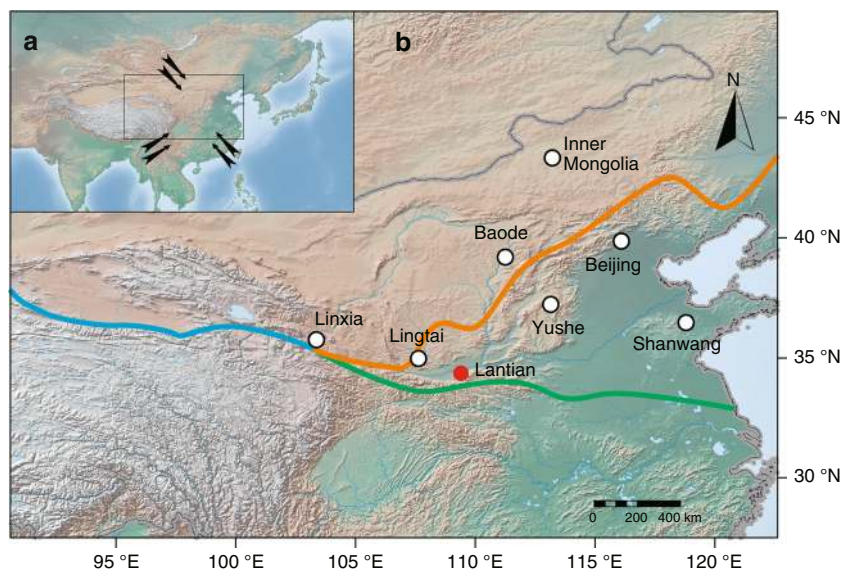 a
b
N
45 °N
Inner
Mongolia
Baode
40 °N
Beijing
Linxia
Lingtai
Yushe
Shanwang
35 °N
Lantian
30 °N
0 200 400 km
95 °E 100 °E 105 °E 110 °E 115 °E 120 °E